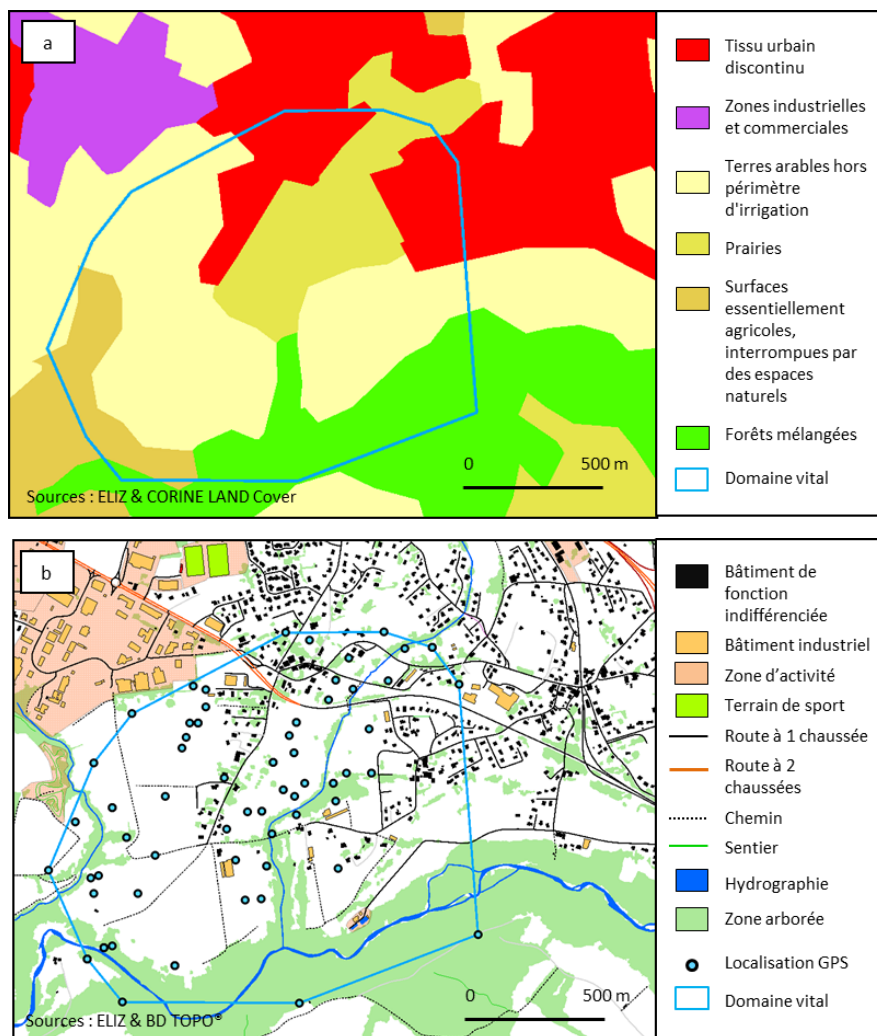 a
Tissu urbain
discontinu
Zones industrielles
et commerciales
Terres arables hors
périmètre
d'irrigation
Prairies
Surfaces
essentiellement
agricoles,
interrompues par
des espaces
naturels
Forêts mélangées
Domaine vital
0
500 m
Sources : ELIZ & CORINE LAND Cover
b
Bâtiment de
fonction
indifférenciée
Bâtiment industriel
Zone d'activité
Terrain de sport
Route à 1 chaussée
Route à 2
chaussées
Chemin
Sentier
Hydrographie
Zone arborée
Localisation GPS
Domaine vital
0
500 m
Sources : ELIZ & BD TOPO®